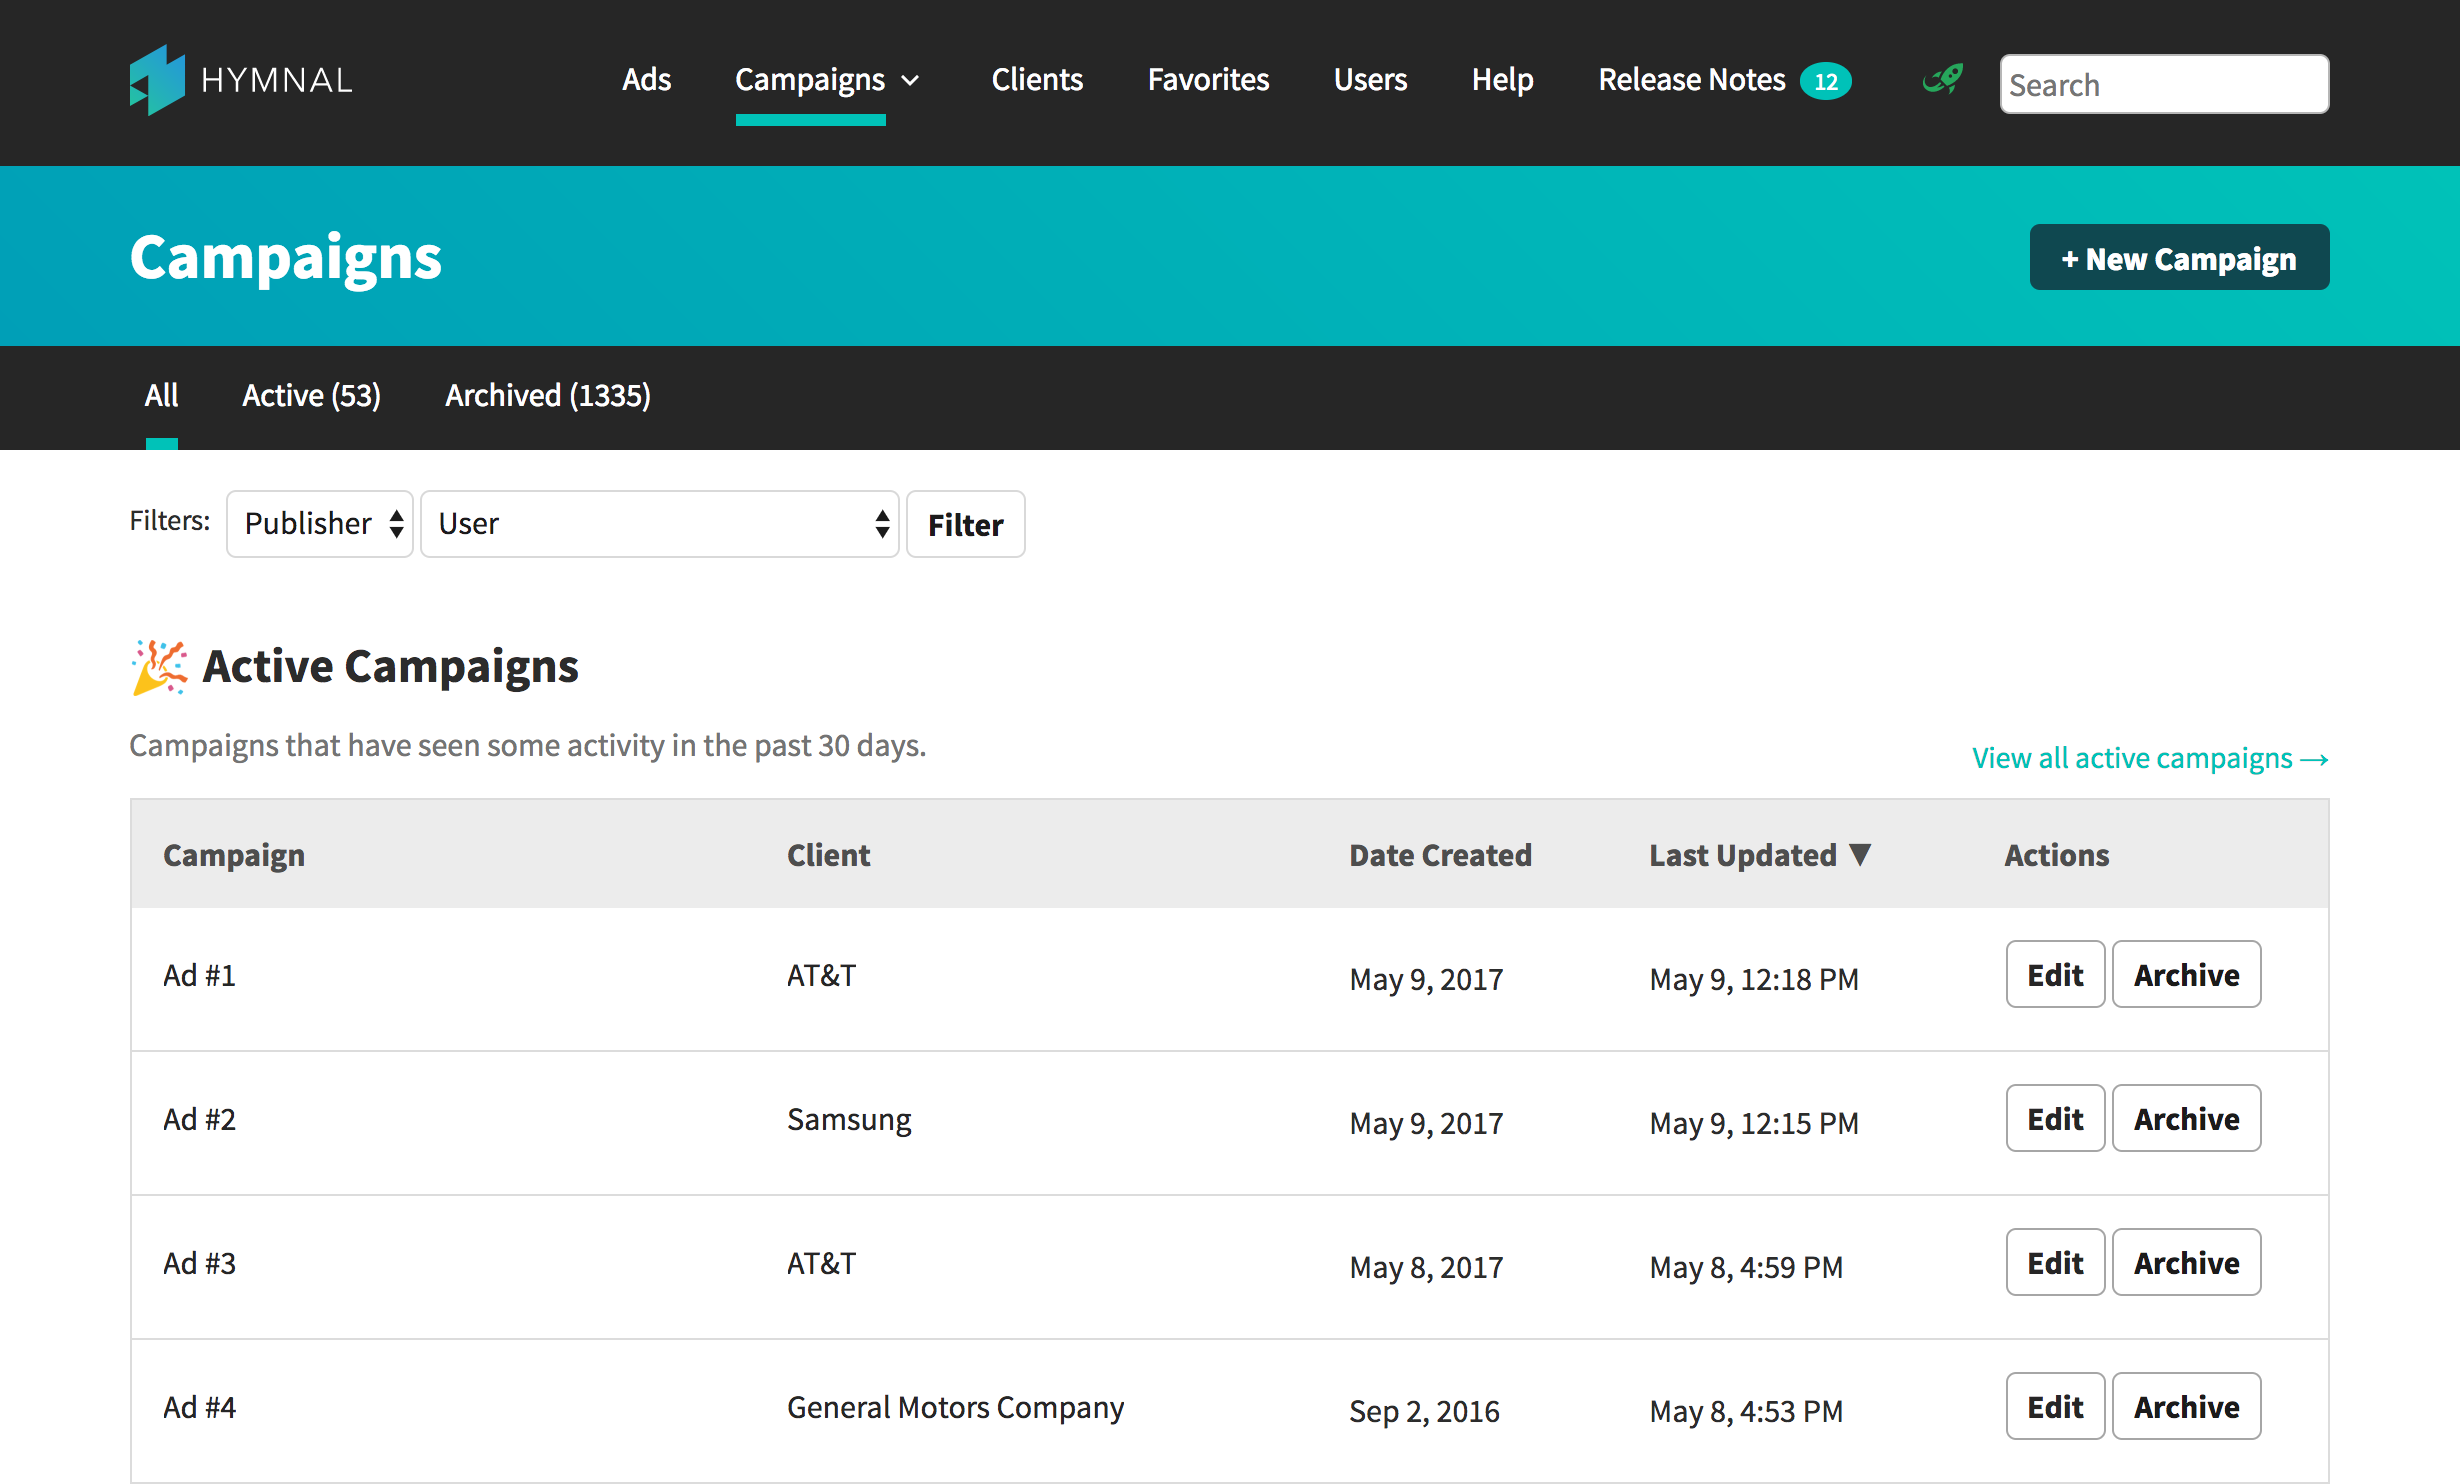 HYMNAL
Ads Campaigns Clients Favorites Users Help Release Notes 12 Search
Campaigns
+ New Campaign
All Active (53) Archived (1335)
Filters: Publisher User Filter
Active Campaigns
Campaigns that have seen some activity in the past 30 days.
View all active campaigns →
Campaign Client Date Created Last Updated ▼ Actions
Ad #1 AT&T May 9, 2017 May 9, 12:18 PM Edit Archive
Ad #2 Samsung May 9, 2017 May 9, 12:15 PM Edit Archive
Ad #3 AT&T May 8, 2017 May 8, 4:59 PM Edit Archive
Ad #4 General Motors Company Sep 2, 2016 May 8, 4:53 PM Edit Archive